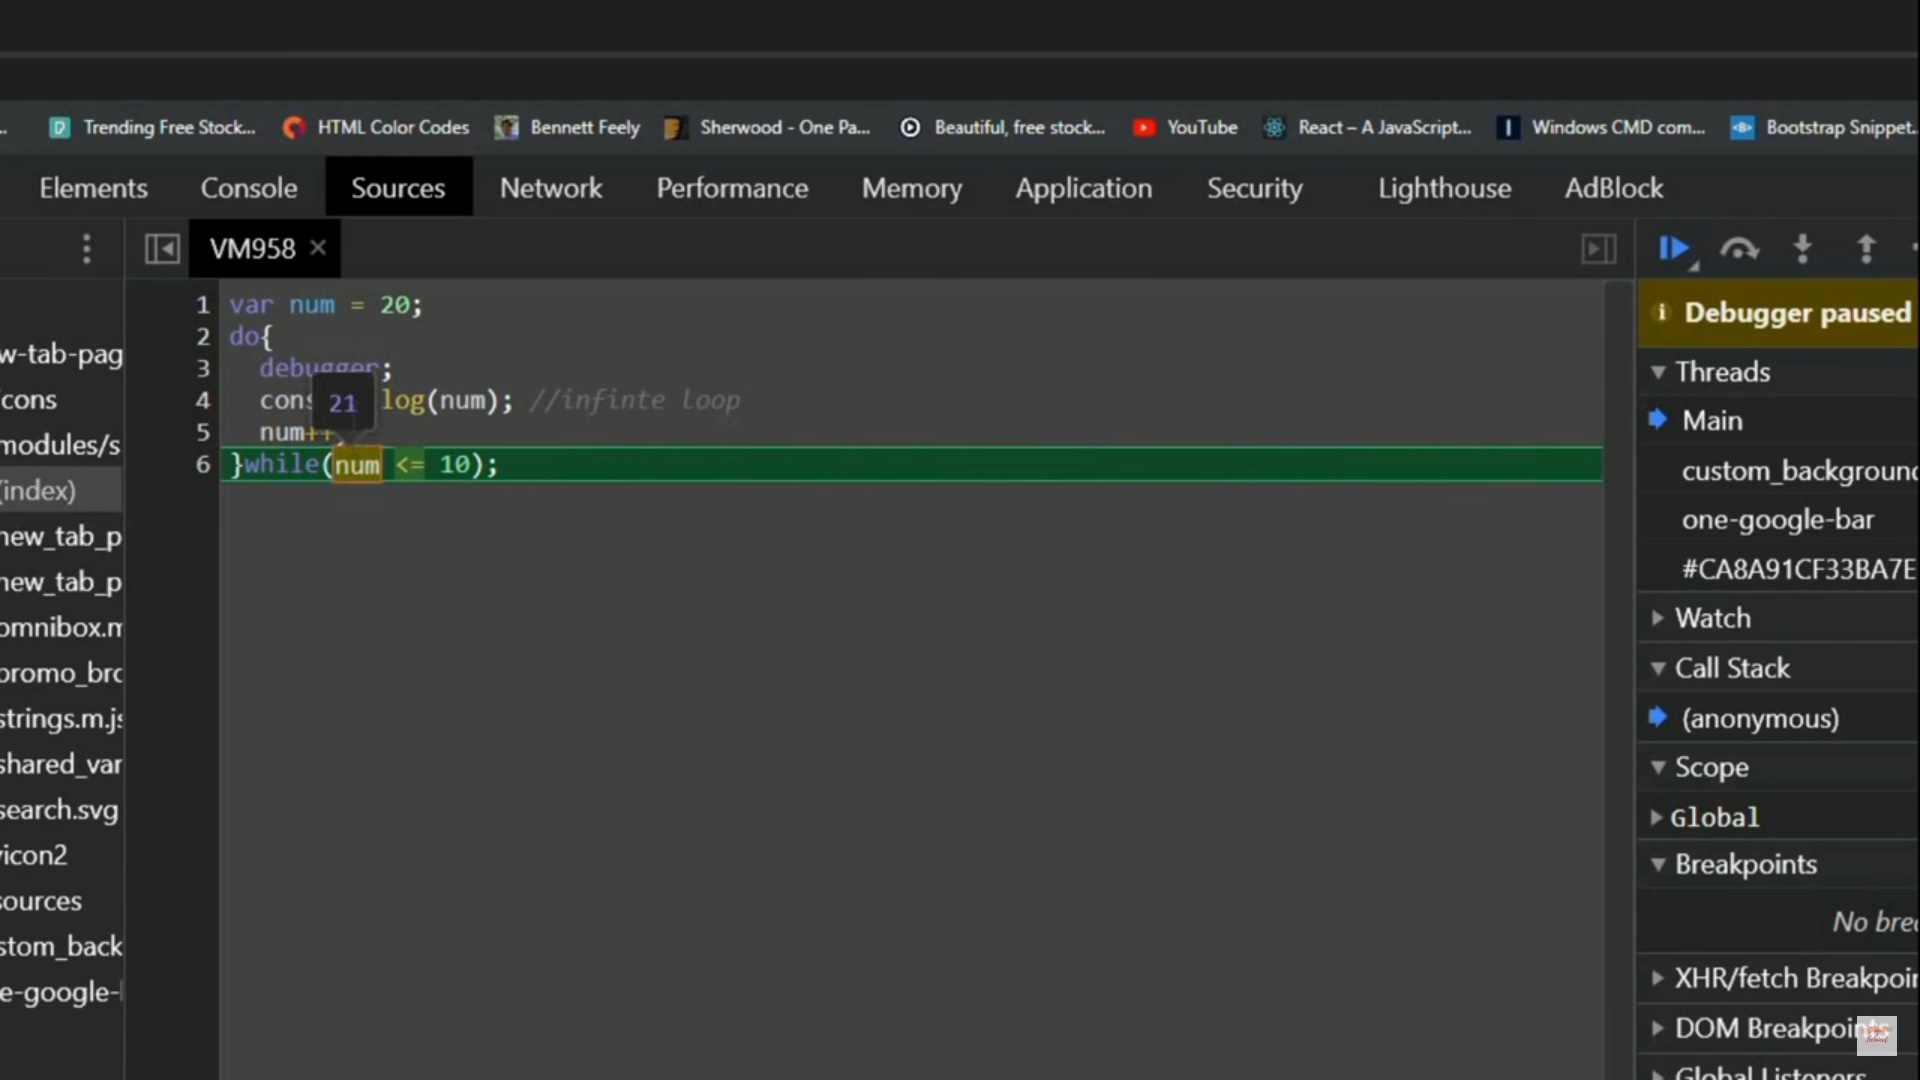 Trending Free Stock... HTML Color Codes Bennett Feely Sherwood - One Pa... Beautiful, free stock... YouTube React – A JavaScript... Windows CMD com... Bootstrap Snippet..
Elements Console Sources Network Performance Memory Application Security Lighthouse AdBlock
VM958 ×
w-tab-pag
cons
modules/s
(index)
new_tab_p
new_tab_p
omnibox.m
promo_bro
strings.m.js
shared_var
search.svg
vicon2
sources
stom_back
e-google-
1 var num = 20;
2 do{
3 debugger;
4 cons log(num); //infinte loop
21
5 num++;
6 }while(num <= 10);
Debugger paused
Threads
Main
custom_background
one-google-bar
#CA8A91CF33BA7E
Watch
Call Stack
(anonymous)
Scope
Global
Breakpoints
No brea
XHR/fetch Breakpoin
DOM Breakpoints
Global Listeners